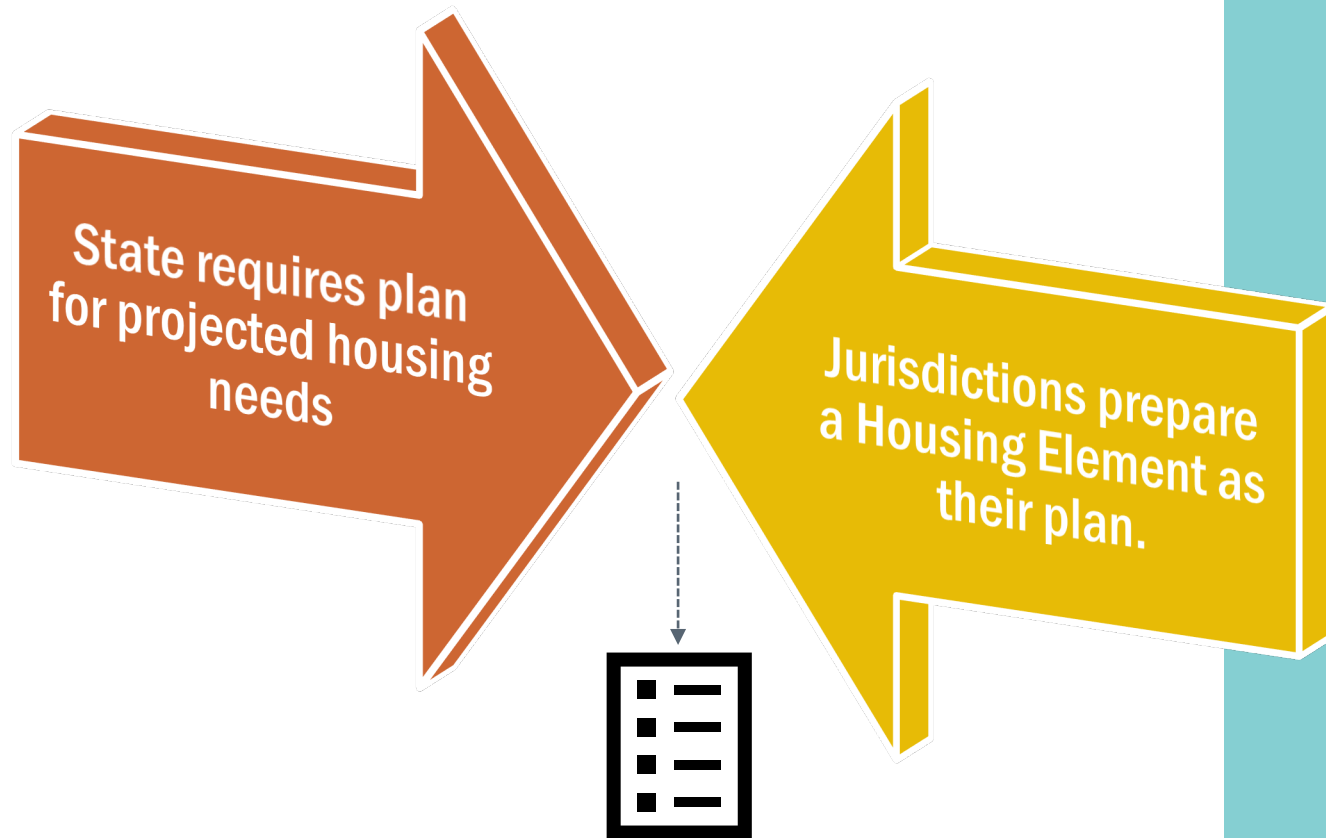 State requires plan
for projected housing
needs
Jurisdictions prepare
a Housing Element as
their plan.